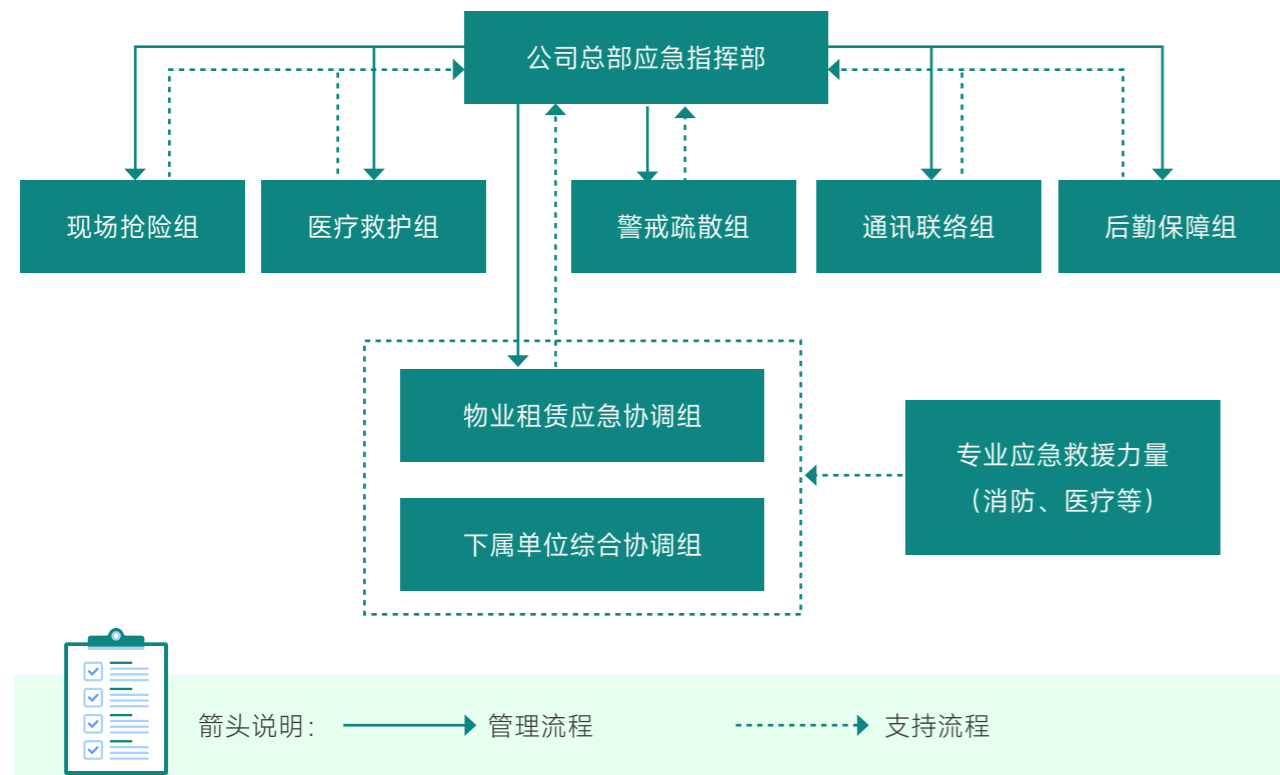 公司总部应急指挥部
现场抢险组
医疗救护组
警戒疏散组
通讯联络组
后勤保障组
物业租赁应急协调组
下属单位综合协调组
专业应急救援力量
（消防、医疗等）
箭头说明：
管理流程
支持流程